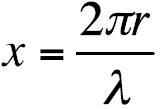 x = 2πr / λ